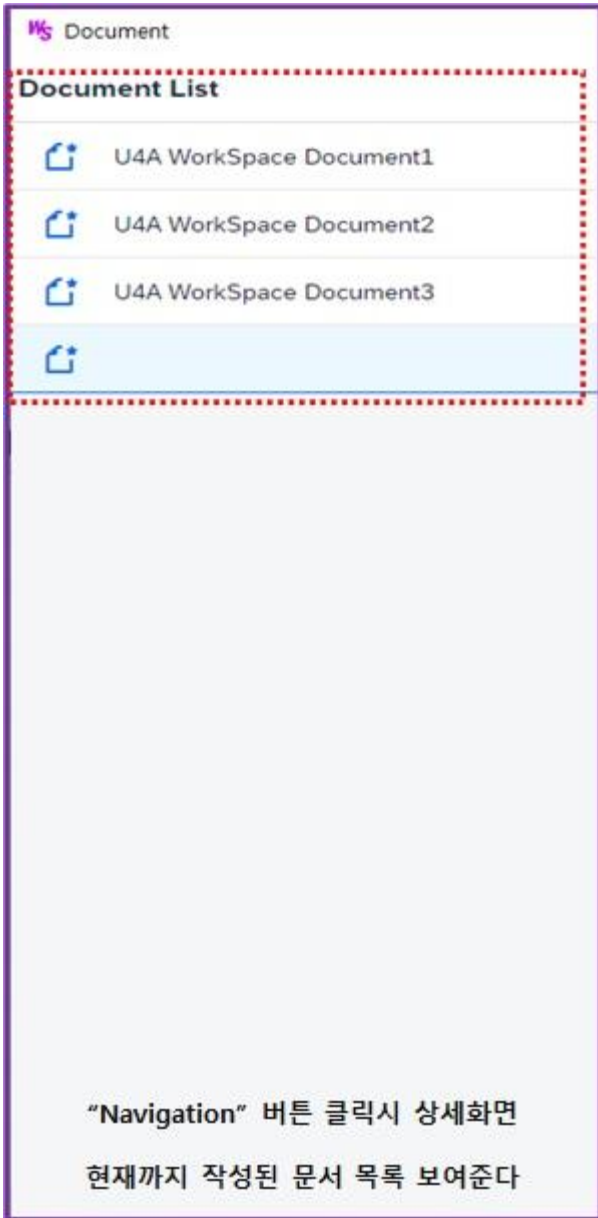 WS Document
Document List
U4A WorkSpace Document1
U4A WorkSpace Document2
U4A WorkSpace Document3
“Navigation” 버튼 클릭시 상세화면
현재까지 작성된 문서 목록 보여준다